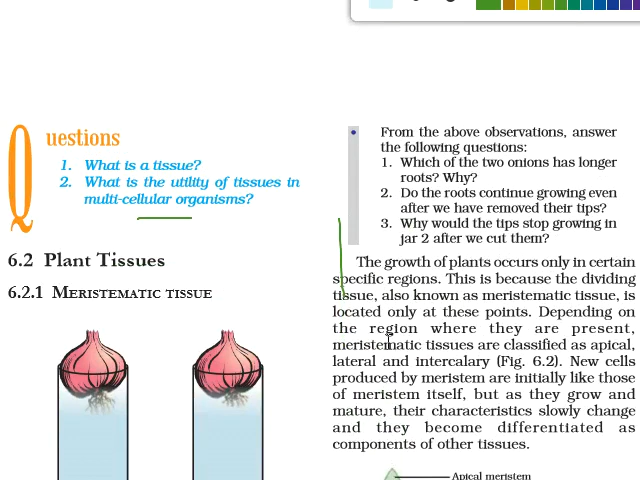 Questions
1. What is a tissue?
2. What is the utility of tissues in
multi-cellular organisms?
6.2 Plant Tissues
6.2.1 MERISTEMATIC TISSUE
• From the above observations, answer
the following questions:
1. Which of the two onions has longer
roots? Why?
2. Do the roots continue growing even
after we have removed their tips?
3. Why would the tips stop growing in
jar 2 after we cut them?
The growth of plants occurs only in certain
specific regions. This is because the dividing
tissue, also known as meristematic tissue, is
located only at these points. Depending on
the region where they are present,
meristematic tissues are classified as apical,
lateral and intercalary (Fig. 6.2). New cells
produced by meristem are initially like those
of meristem itself, but as they grow and
mature, their characteristics slowly change
and they become differentiated as
components of other tissues.
Apical meristem